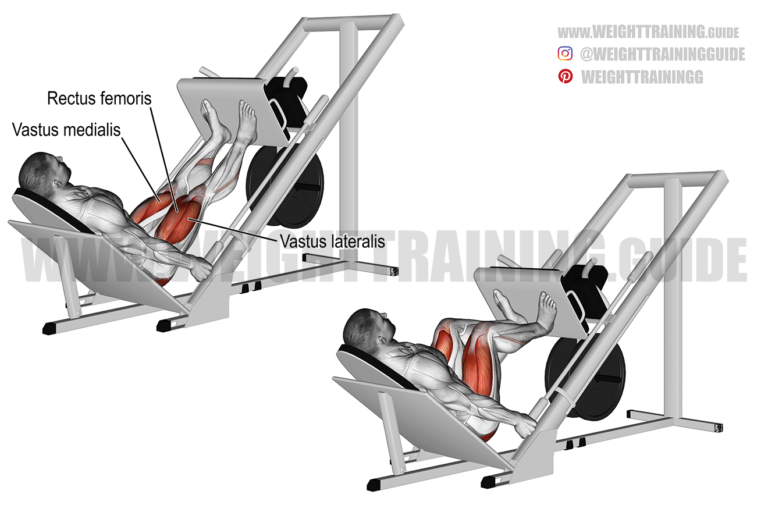 WWW.WEIGHTTRAINING.GUIDE
@WEIGHTTRAININGGUIDE
WEIGHTTRAININGG
Rectus femoris
Vastus medialis
Vastus lateralis
WWW.WEIGHTTRAINING.GUIDE